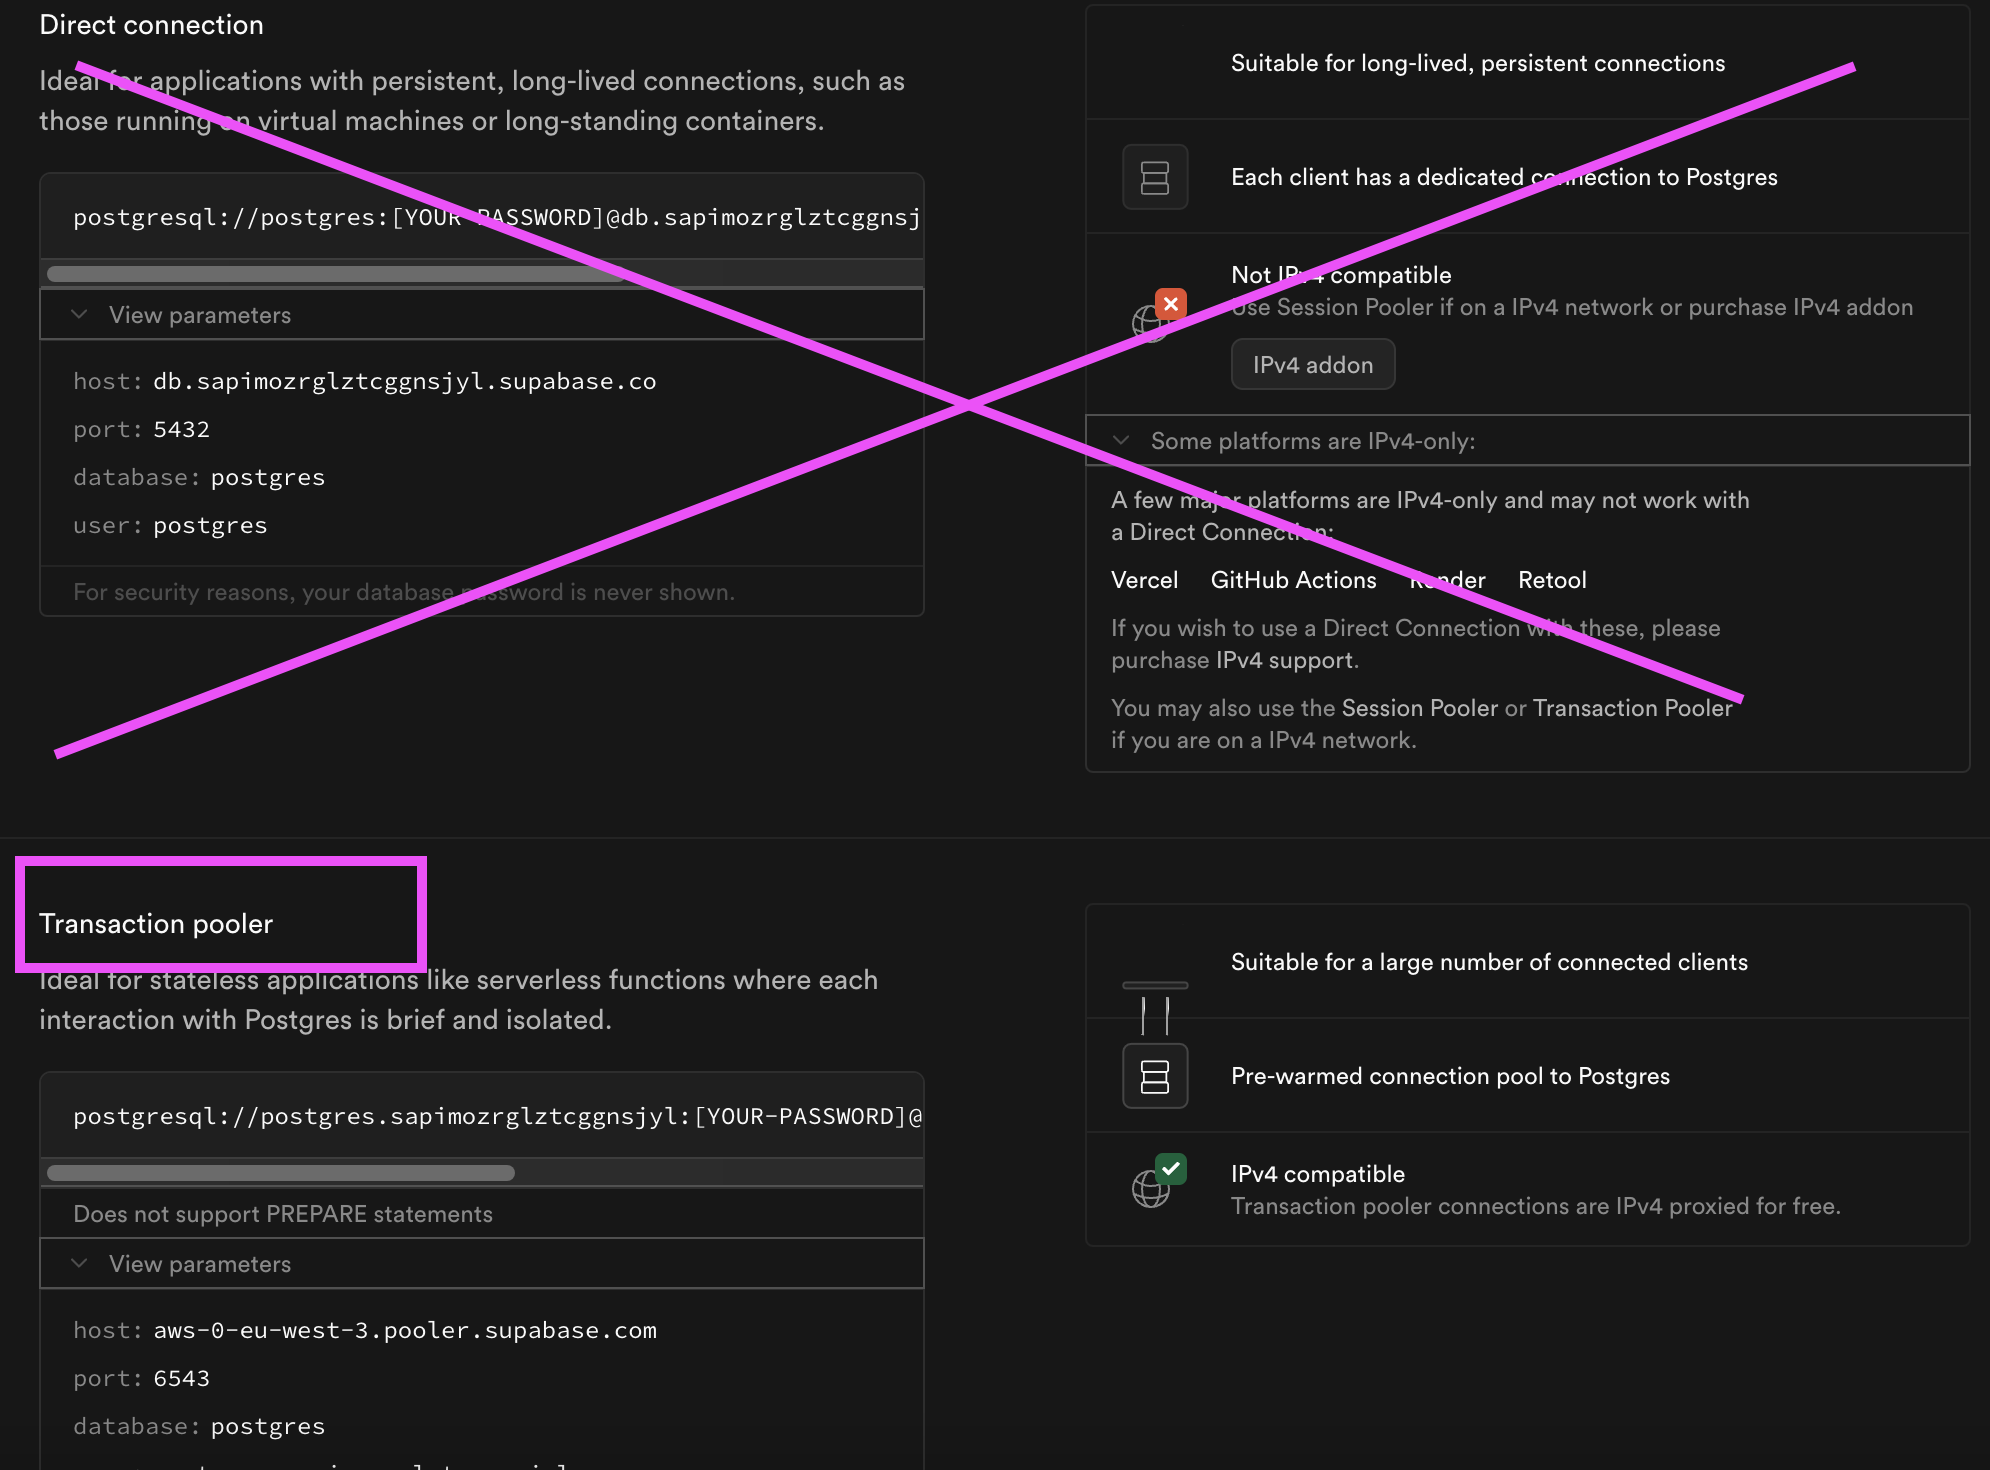 Direct connection
Ideal for applications with persistent, long-lived connections, such as
those running on virtual machines or long-standing containers.
postgresql://postgres:[YOUR-PASSWORD]@db.sapimozrglztcggnsj
View parameters
host: db.sapimozrglztcggnsjyl.supabase.co
port: 5432
database: postgres
user: postgres
For security reasons, your database password is never shown.
Suitable for long-lived, persistent connections
Each client has a dedicated connection to Postgres
Not IPv4 compatible
Use Session Pooler if on a IPv4 network or purchase IPv4 addon
IPv4 addon
Some platforms are IPv4-only:
A few major platforms are IPv4-only and may not work with
a Direct Connection:
Vercel GitHub Actions Render Retool
If you wish to use a Direct Connection with these, please
purchase IPv4 support.
You may also use the Session Pooler or Transaction Pooler
if you are on a IPv4 network.
Transaction pooler
Ideal for stateless applications like serverless functions where each
interaction with Postgres is brief and isolated.
postgresql://postgres.sapimozrglztcggnsjyl:[YOUR-PASSWORD]@
Does not support PREPARE statements
View parameters
host: aws-0-eu-west-3.pooler.supabase.com
port: 6543
database: postgres
Suitable for a large number of connected clients
Pre-warmed connection pool to Postgres
IPv4 compatible
Transaction pooler connections are IPv4 proxied for free.